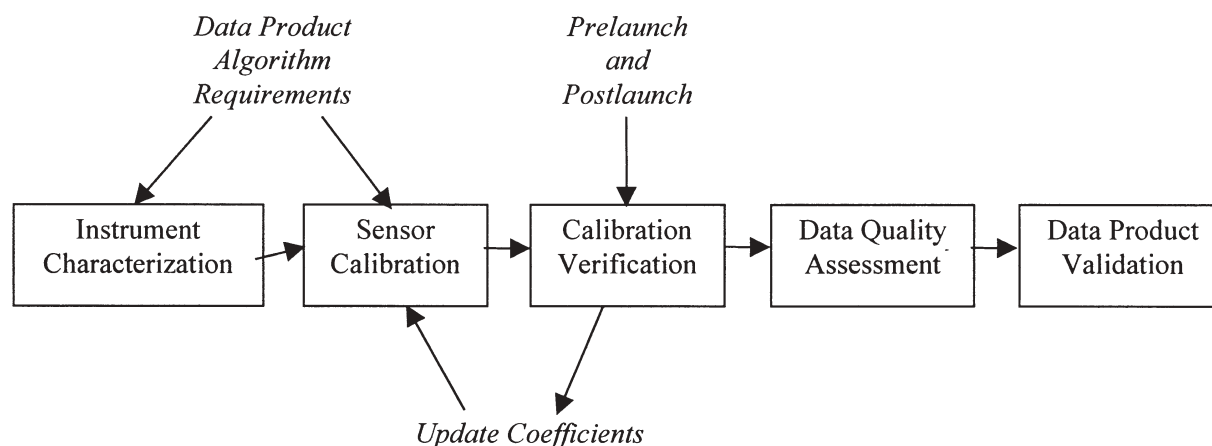 Data Product
Algorithm
Requirements
Prelaunch
and
Postlaunch
Instrument
Characterization
Sensor
Calibration
Calibration
Verification
Data Quality
Assessment
Data Product
Validation
Update Coefficients